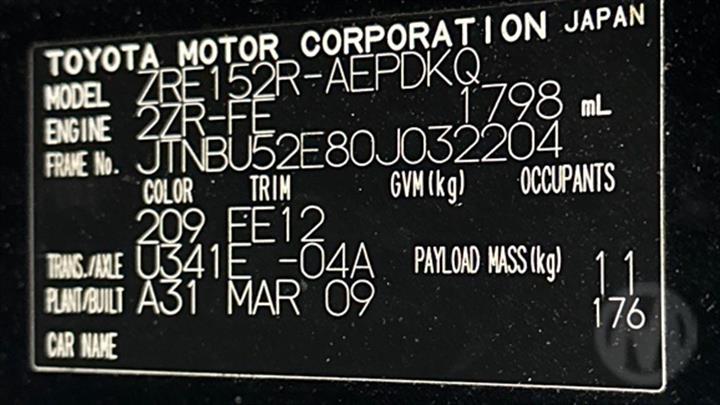 TOYOTA MOTOR CORPORATION JAPAN
MODEL ZRE152R-AEPDKQ
ENGINE 2ZR-FE 1798 mL
FRAME No. JTNBU52E80J032204
COLOR TRIM GVM(kg) OCCUPANTS
209 FE12
TRANS./AXLE U341E -04A PAYLOAD MASS(kg) 11
PLANT/BUILT A31 MAR 09 176
CAR NAME